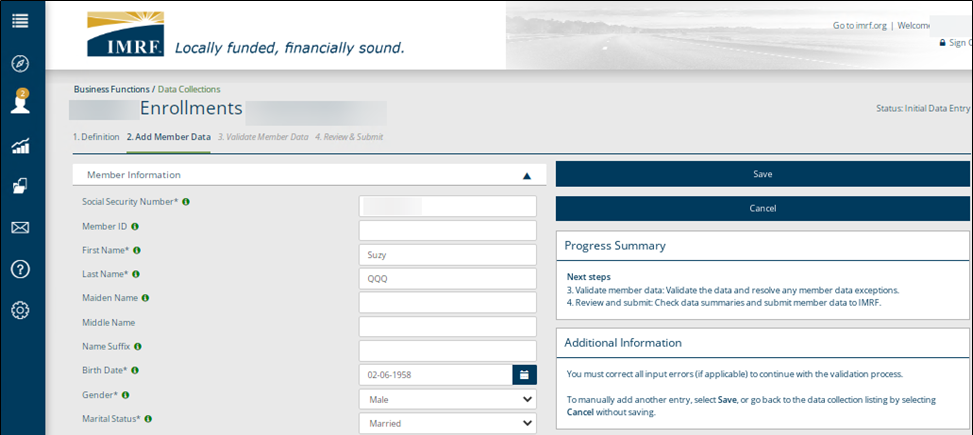 Go to imrf.org | Welcome
IMRF
Locally funded, financially sound.
Sign
Business Functions / Data Collections
Enrollments
Status: Initial Data Entry
1. Definition 2. Add Member Data 3. Validate Member Data 4. Review & Submit
2
Member Information
Save
Social Security Number*
Cancel
Member ID
First Name* Suzy
Last Name* QQQ
Maiden Name
Middle Name
Name Suffix
Birth Date* 02-06-1958
Gender* Male
Marital Status* Married
Progress Summary
Next steps
3. Validate member data: Validate the data and resolve any member data exceptions.
4. Review and submit: Check data summaries and submit member data to IMRF.
Additional Information
You must correct all input errors (if applicable) to continue with the validation process.
To manually add another entry, select Save, or go back to the data collection listing by selecting
Cancel without saving.